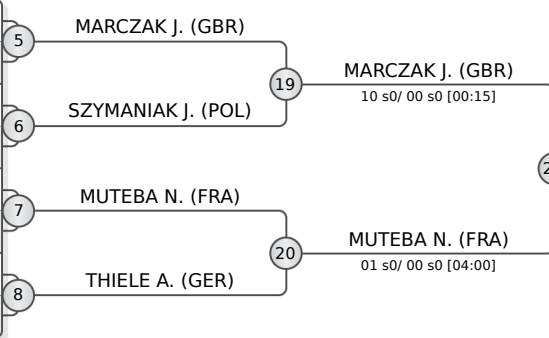 MARCZAK J. (GBR)
5
19
MARCZAK J. (GBR)
10 s0/ 00 s0 [00:15]
SZYMANIAK J. (POL)
6
MUTEBA N. (FRA)
7
20
MUTEBA N. (FRA)
01 s0/ 00 s0 [04:00]
THIELE A. (GER)
8